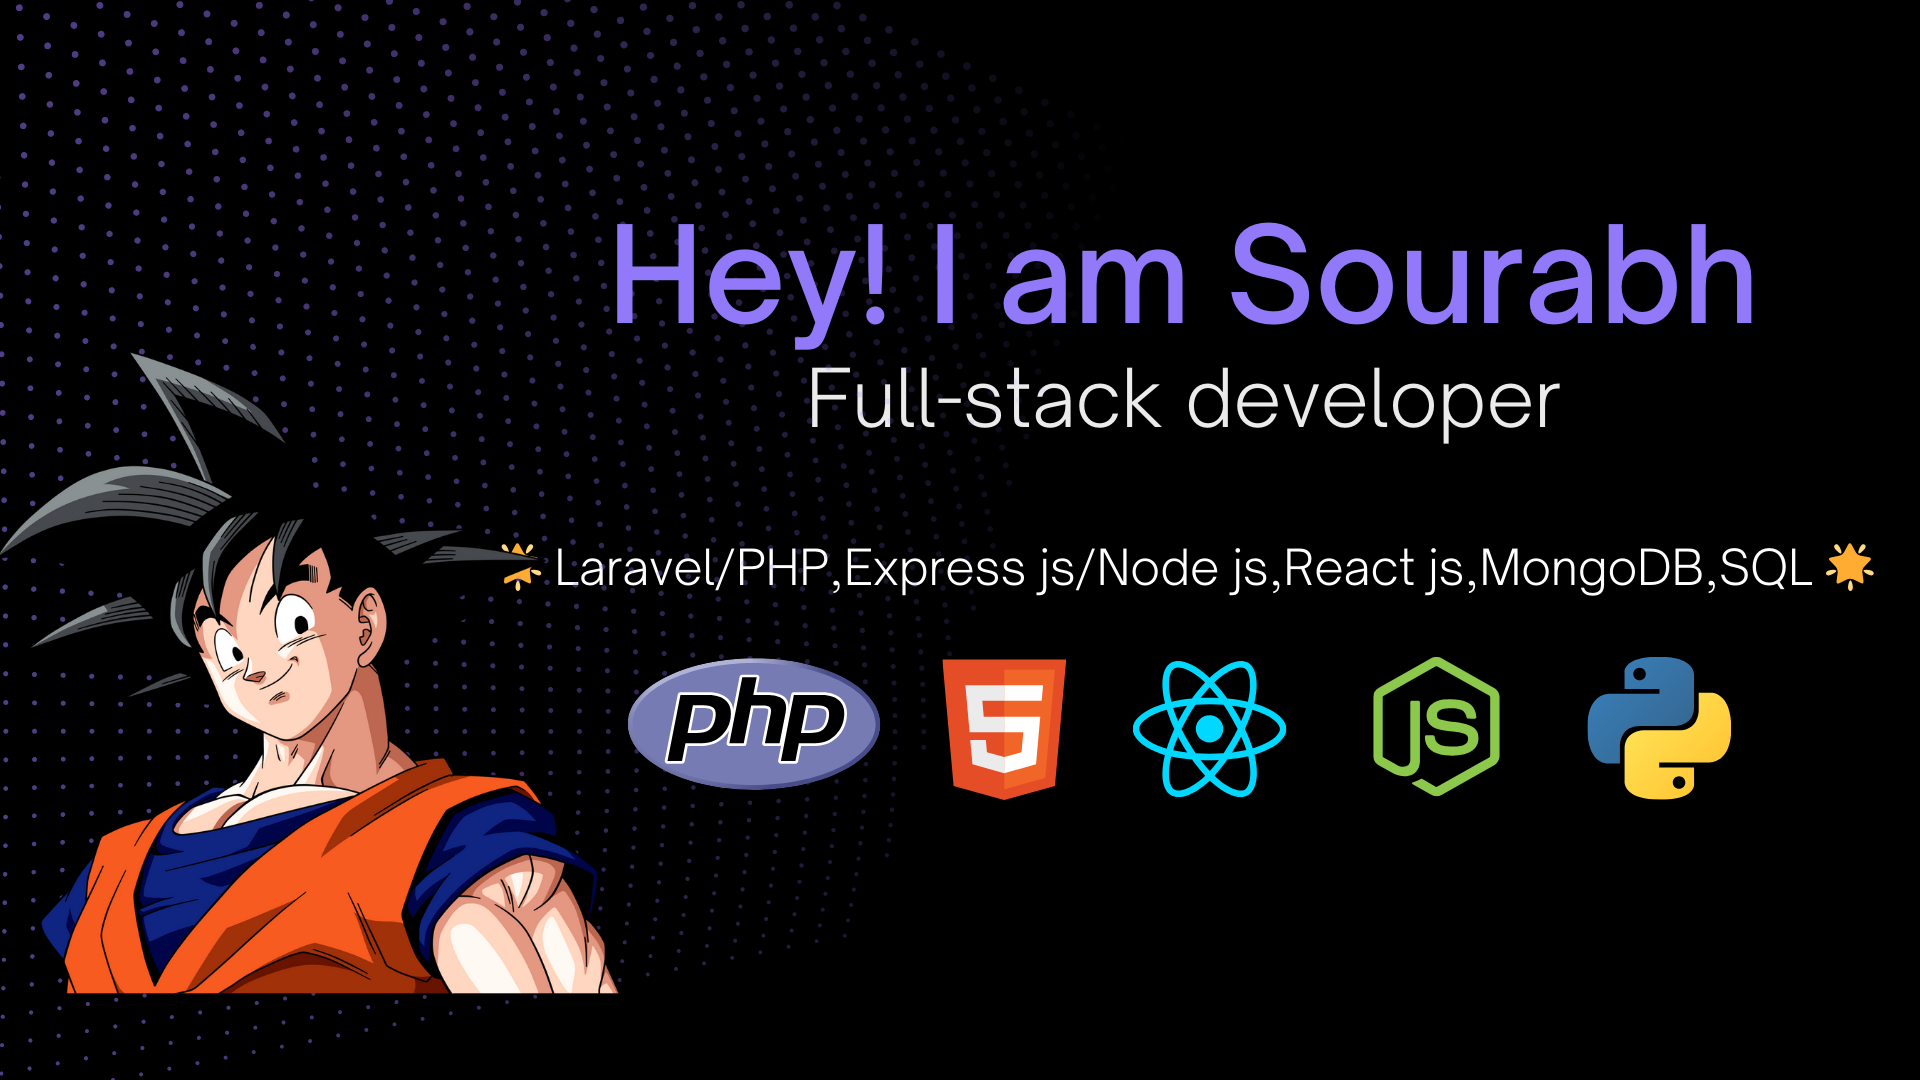 Hey! I am Sourabh
Full-stack developer
🌟 Laravel/PHP,Express js/Node js,React js,MongoDB,SQL 🌟
php
5
JS